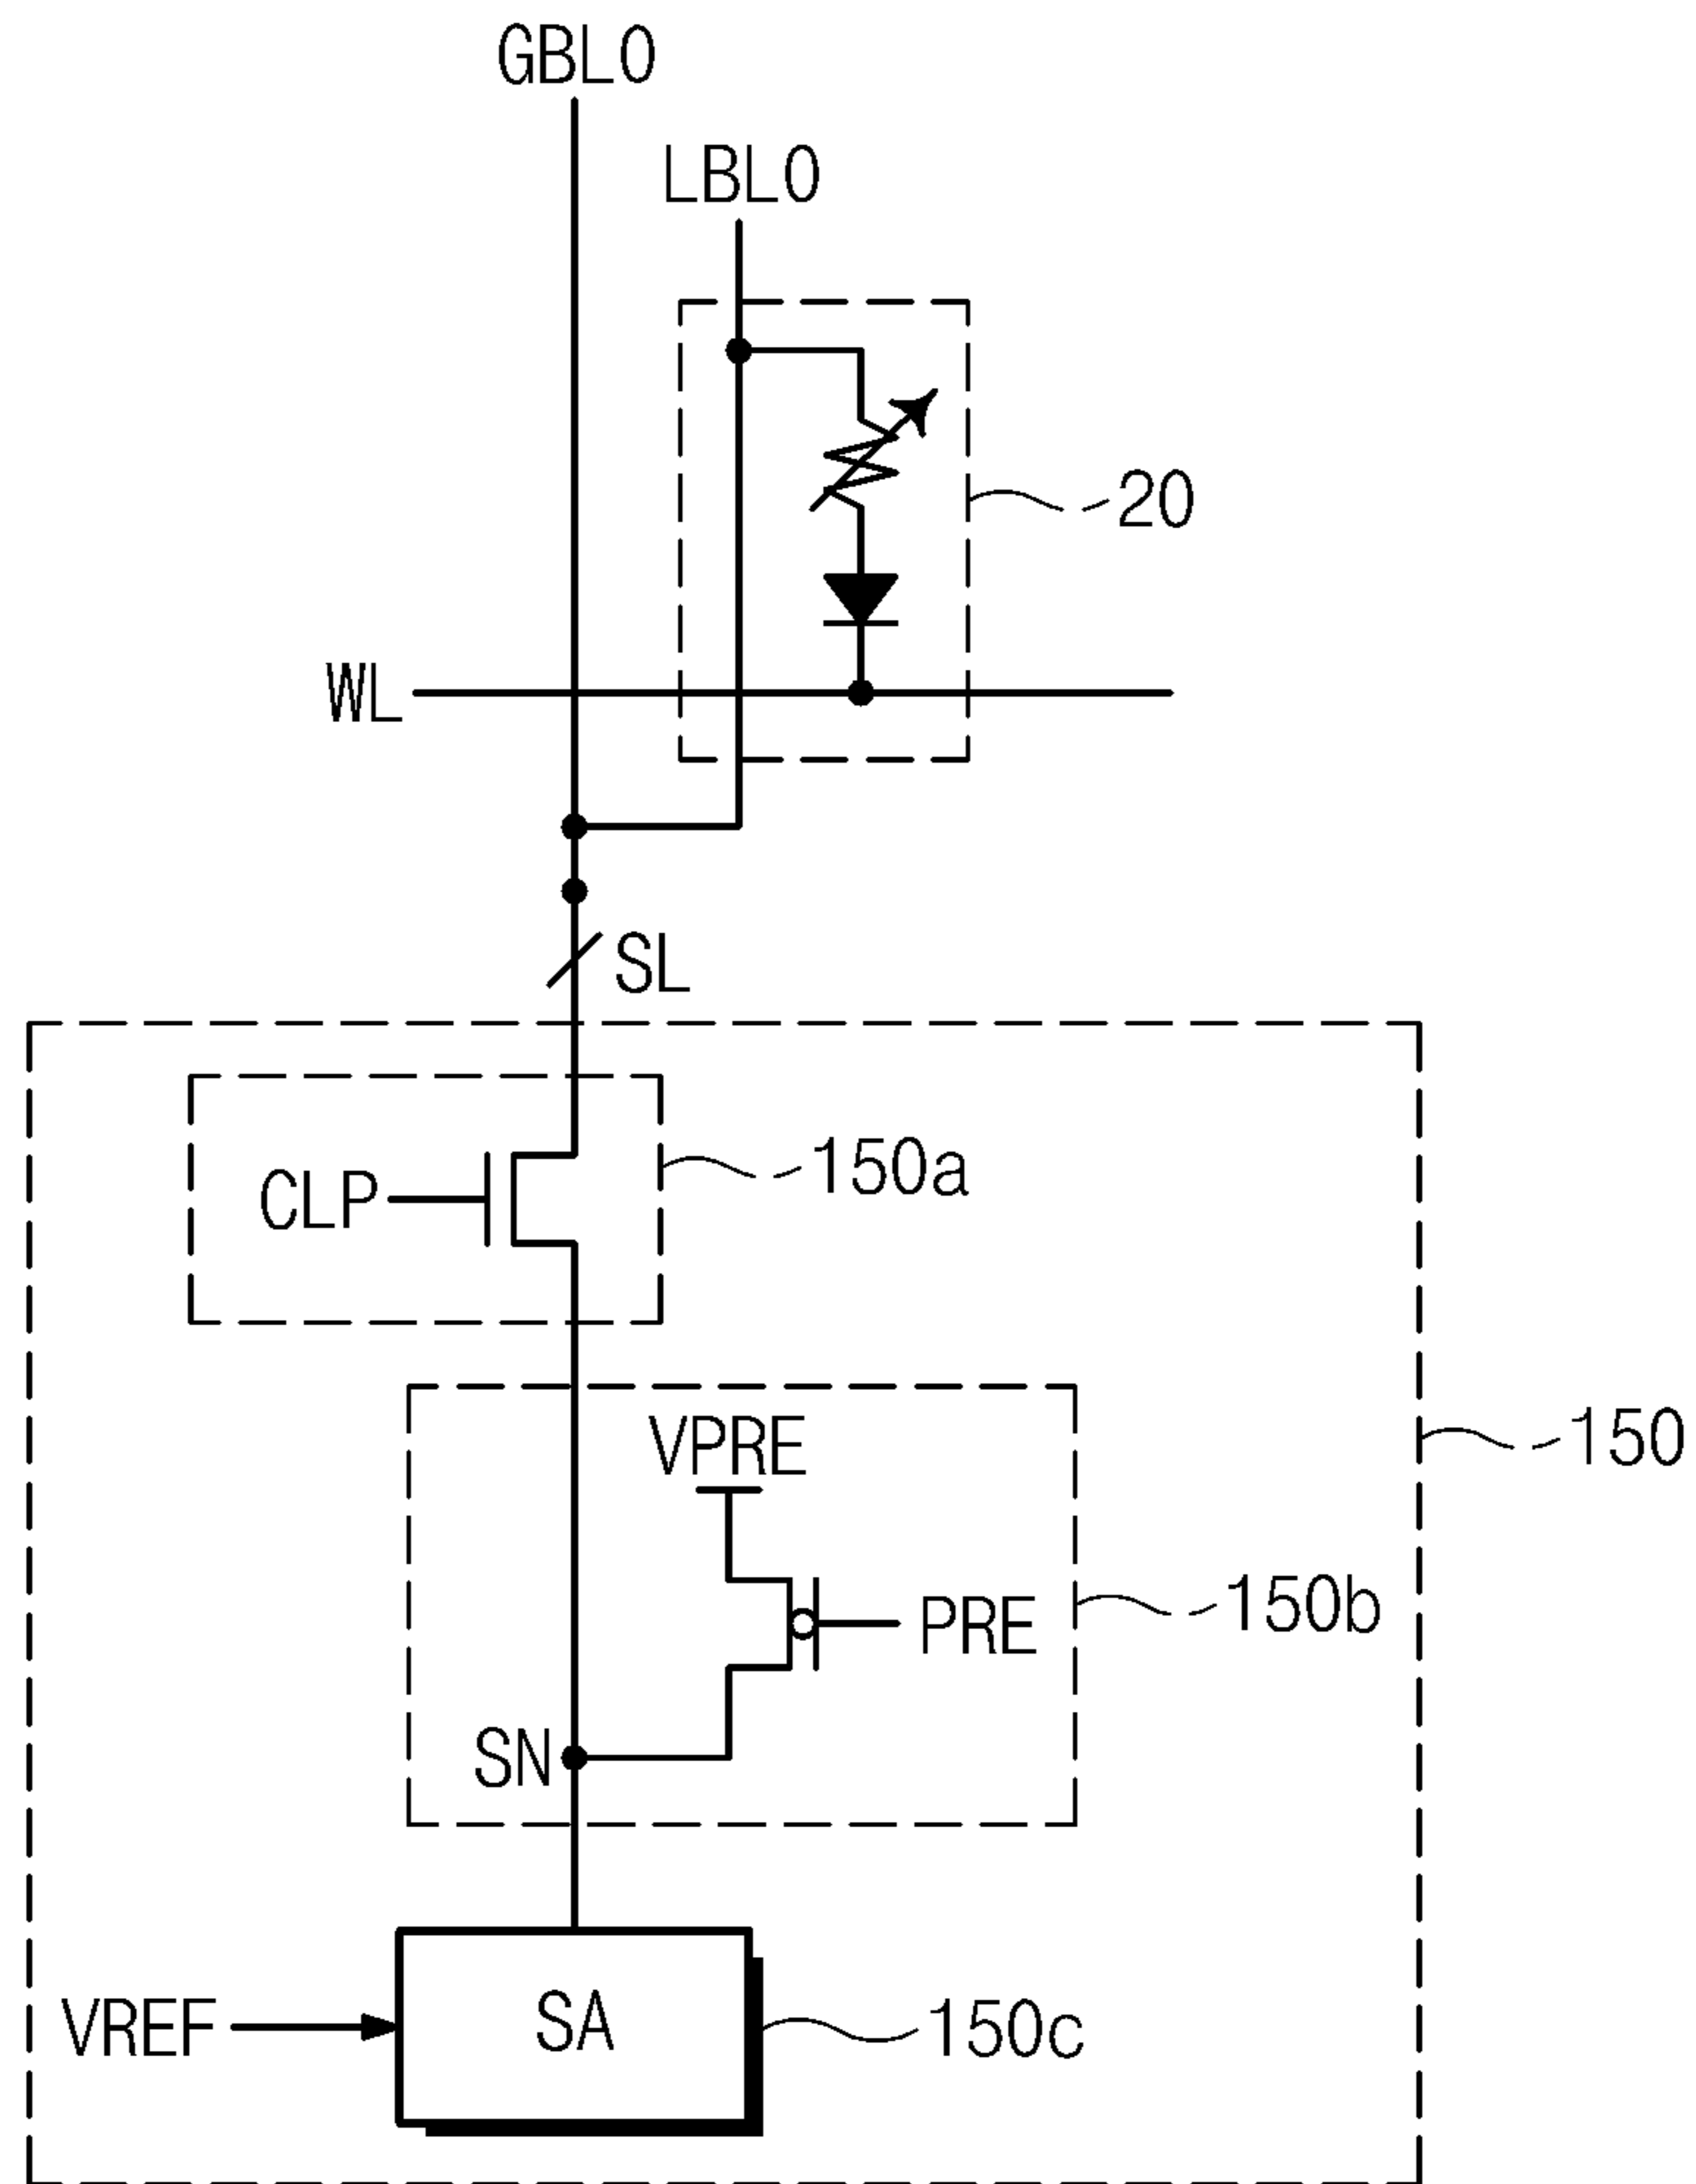 GBL0
LBL0
20
WL
SL
150a
CLP
150
VPRE
150b
PRE
SN
SA
VREF
150c